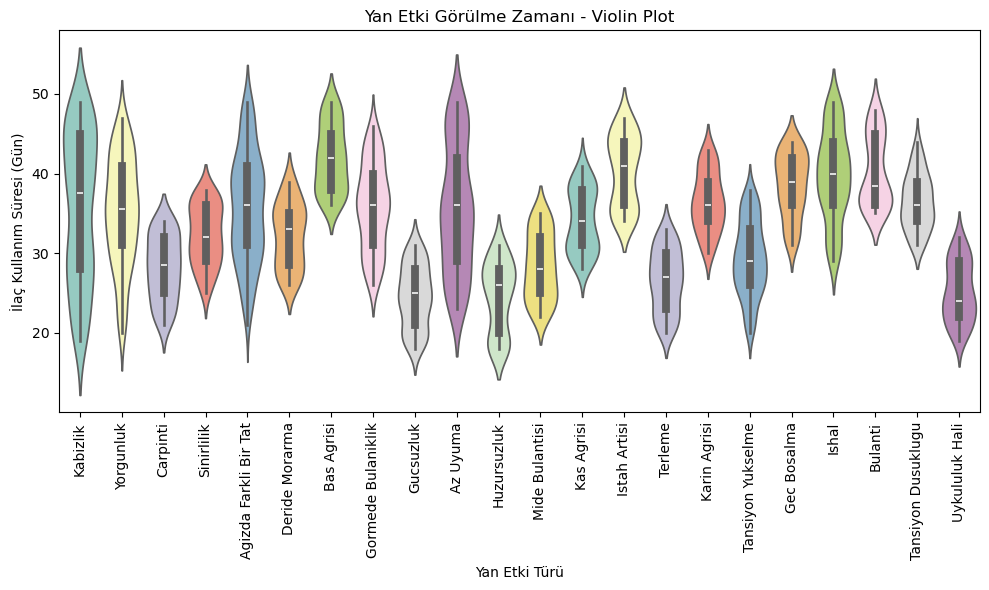 Yan Etki Görülme Zamanı - Violin Plot
İlaç Kullanım Süresi (Gün)
50
40
30
20
Kabizlik
Yorgunluk
Carpinti
Sinirlilik
Agizda Farkli Bir Tat
Deride Morarma
Bas Agrisi
Gormede Bulaniklik
Gucsuzluk
Az Uyuma
Huzursuzluk
Mide Bulantisi
Kas Agrisi
Istah Artisi
Terleme
Karin Agrisi
Tansiyon Yukselme
Gec Bosalma
Ishal
Bulanti
Tansiyon Dusuklugu
Uykululuk Hali
Yan Etki Türü